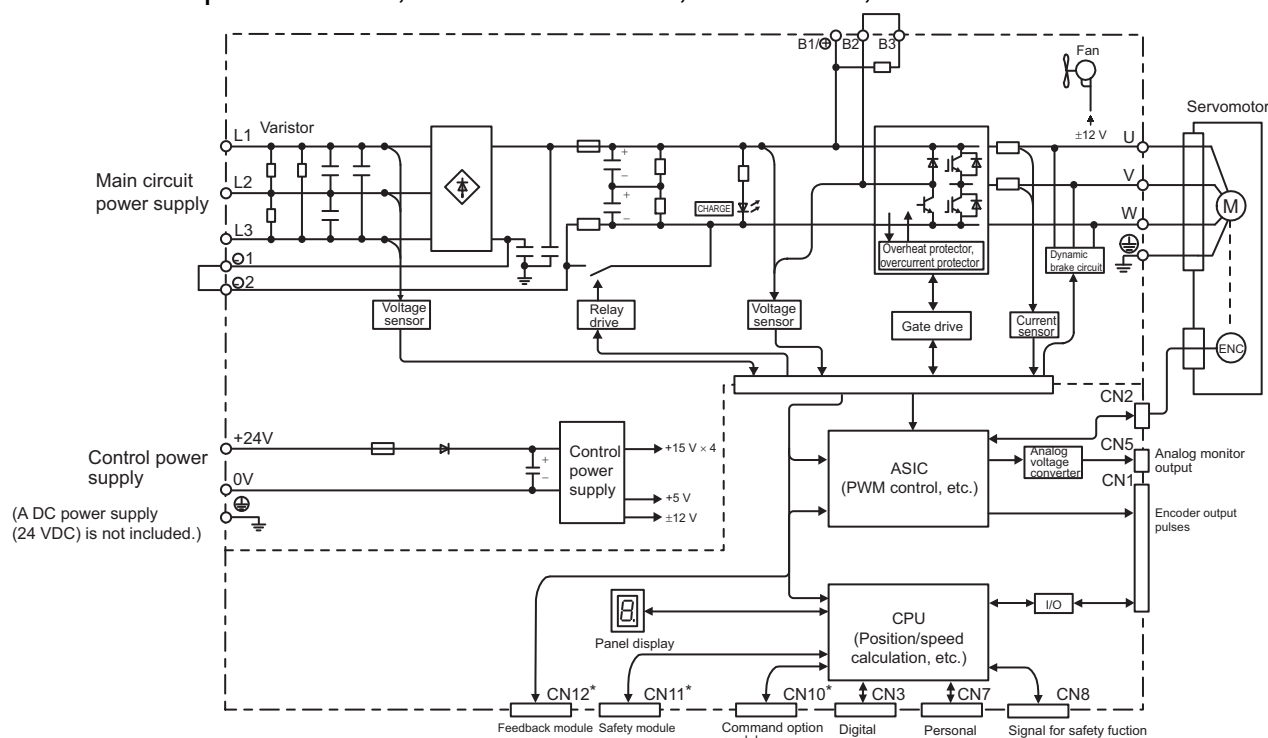 B1/⊕ B2 B3
Fan
±12 V
Servomotor
Main circuit
power supply
L1
Varistor
L2
L3
⊖1
⊖2
+
−
+
−
CHARGE
Overheat protector,
overcurrent protector
U
V
W
M
Dynamic
brake circuit
Voltage
sensor
Relay
drive
Voltage
sensor
Gate drive
Current
sensor
ENC
Control power
supply
(A DC power supply
(24 VDC) is not included.)
+24V
0V
+
−
Control
power
supply
+15 V × 4
+5 V
±12 V
ASIC
(PWM control, etc.)
Analog
voltage
converter
CN2
CN5
Analog monitor
output
CN1
Encoder output
pulses
Panel display
8.
CPU
(Position/speed
calculation, etc.)
I/O
CN12*
CN11*
CN10*
CN3
CN7
CN8
Feedback module
Safety module
Command option
Digital
Personal
Signal for safety fuction